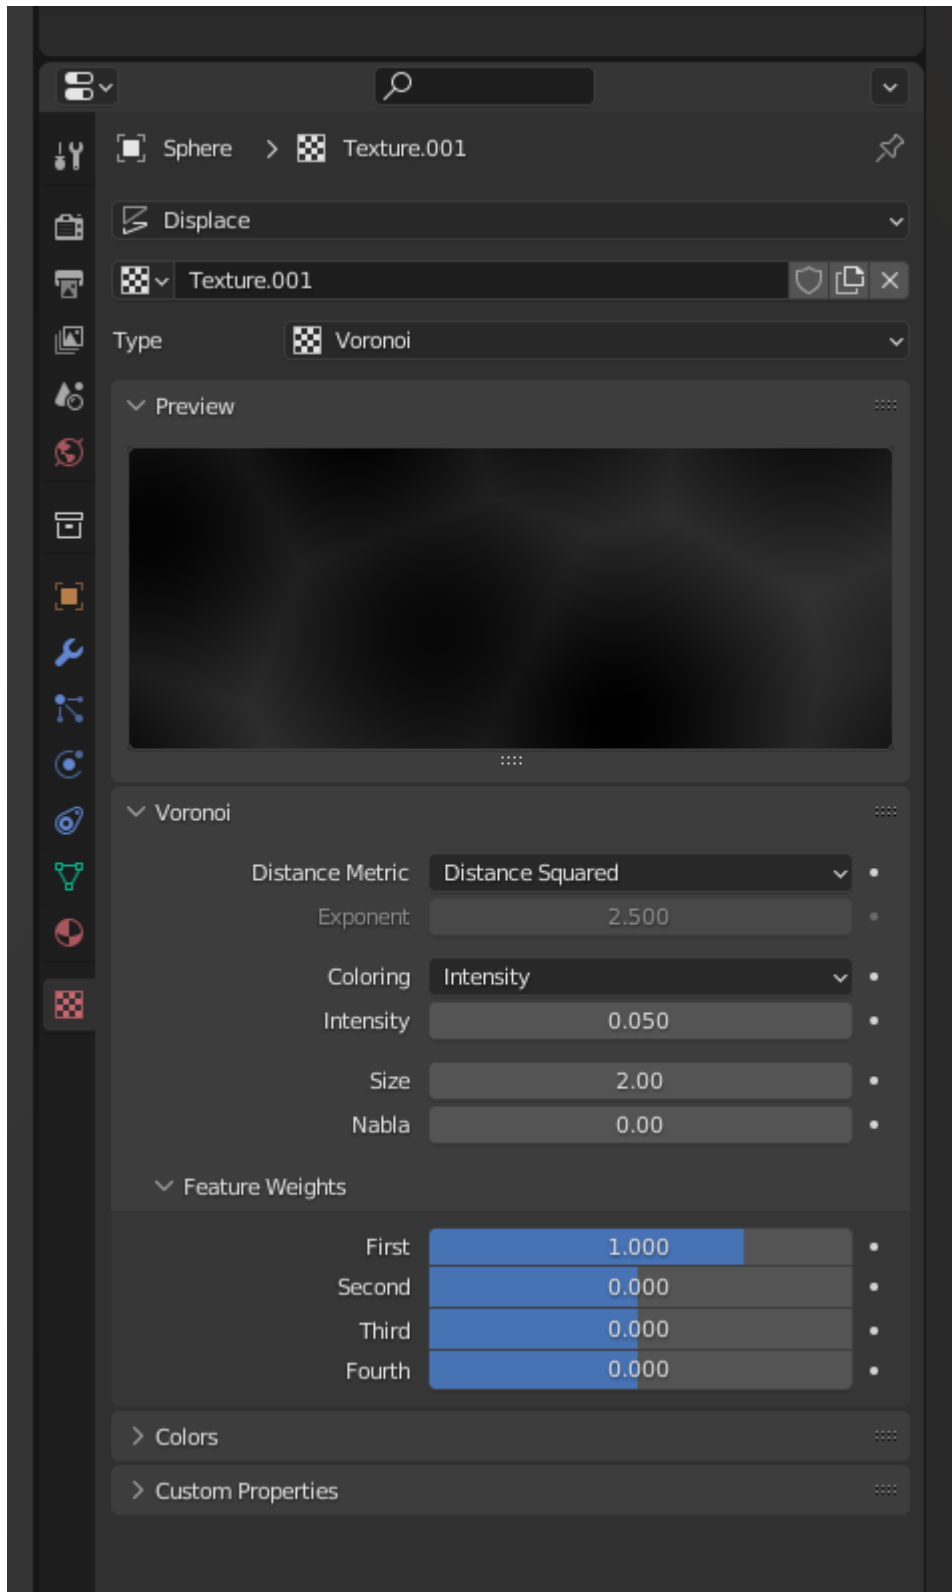 Sphere > Texture.001
Displace
Texture.001
Type Voronoi
Preview
Voronoi
Distance Metric Distance Squared
Exponent 2.500
Coloring Intensity
Intensity 0.050
Size 2.00
Nabla 0.00
Feature Weights
First 1.000
Second 0.000
Third 0.000
Fourth 0.000
Colors
Custom Properties